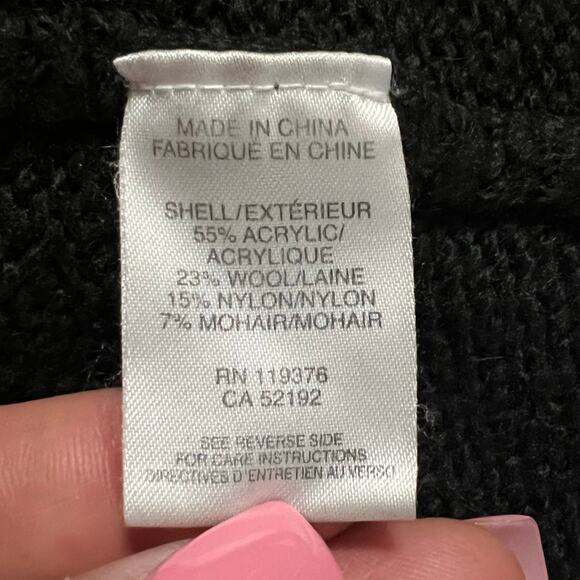 MADE IN CHINA
FABRIQUÉ EN CHINE
SHELL/EXTÉRIEUR
55% ACRYLIC/
ACRYLIQUE
23% WOOL/LAINE
15% NYLON/NYLON
7% MOHAIR/MOHAIR
RN 119376
CA 52192
SEE REVERSE SIDE
FOR CARE INSTRUCTIONS
DIRECTIVES D'ENTRETIEN AU VERSO